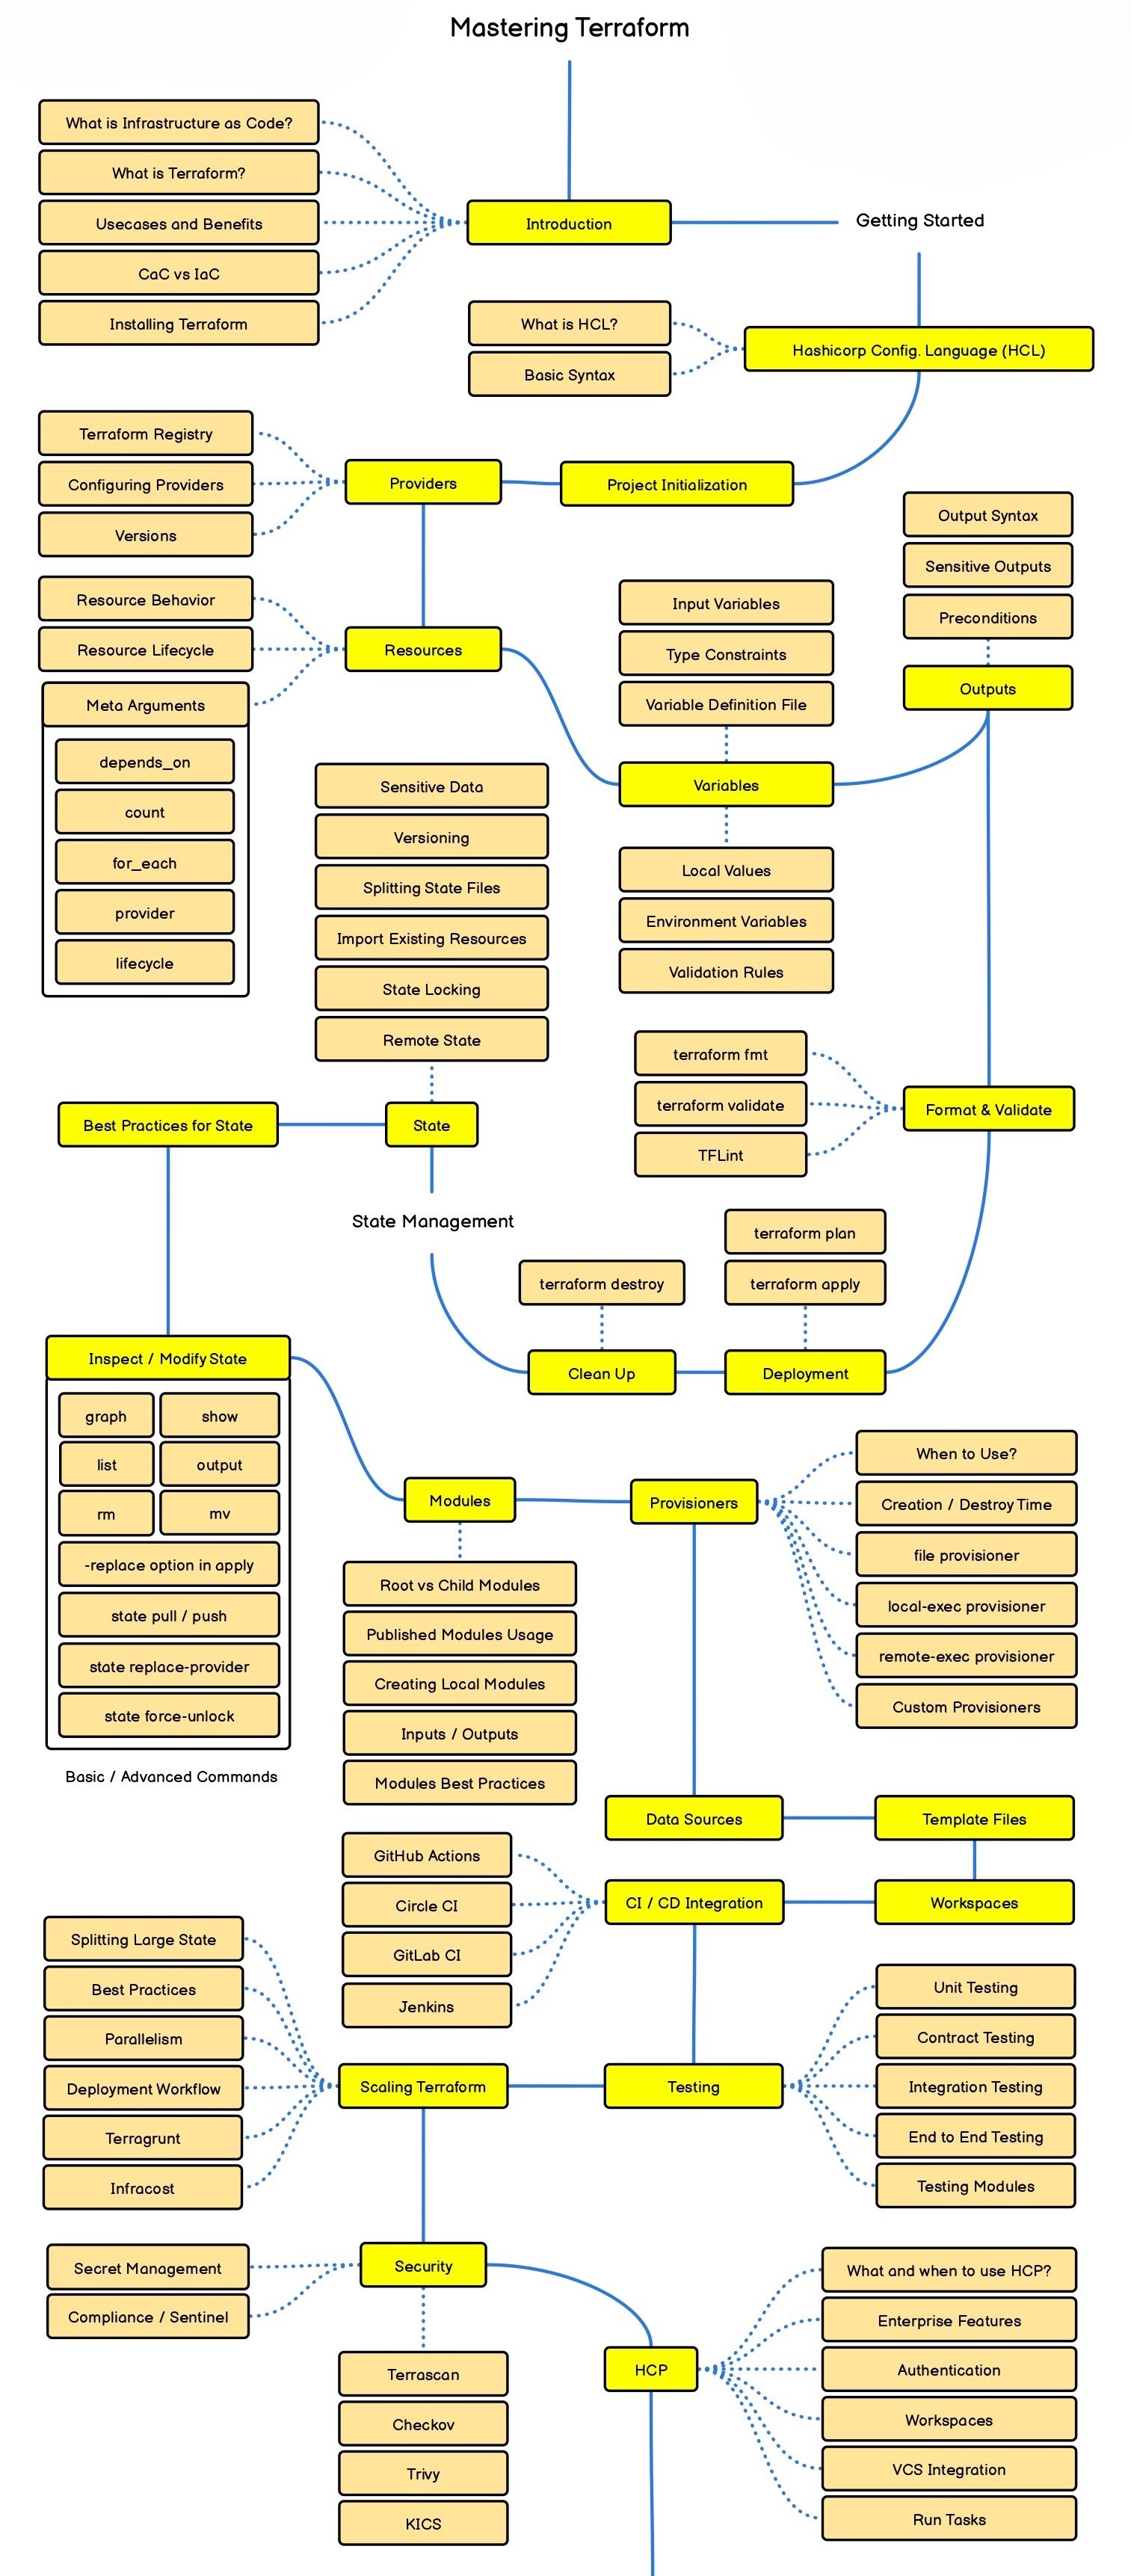 Mastering Terraform
What is Infrastructure as Code?
What is Terraform?
Usecases and Benefits
CaC vs IaC
Installing Terraform
Introduction
Getting Started
What is HCL?
Basic Syntax
Hashicorp Config. Language (HCL)
Terraform Registry
Configuring Providers
Versions
Providers
Project Initialization
Resource Behavior
Resource Lifecycle
Meta Arguments
depends_on
count
for_each
provider
lifecycle
Resources
Input Variables
Type Constraints
Variable Definition File
Variables
Local Values
Environment Variables
Validation Rules
Output Syntax
Sensitive Outputs
Preconditions
Outputs
terraform fmt
terraform validate
TFLint
Format & Validate
terraform plan
terraform apply
Deployment
terraform destroy
Clean Up
State Management
Sensitive Data
Versioning
Splitting State Files
Import Existing Resources
State Locking
Remote State
State
Best Practices for State
Inspect / Modify State
graph
show
list
output
rm
mv
-replace option in apply
state pull / push
state replace-provider
state force-unlock
Basic / Advanced Commands
Modules
Root vs Child Modules
Published Modules Usage
Creating Local Modules
Inputs / Outputs
Modules Best Practices
Provisioners
When to Use?
Creation / Destroy Time
file provisioner
local-exec provisioner
remote-exec provisioner
Custom Provisioners
Data Sources
Template Files
Workspaces
CI / CD Integration
GitHub Actions
Circle CI
GitLab CI
Jenkins
Testing
Unit Testing
Contract Testing
Integration Testing
End to End Testing
Testing Modules
Scaling Terraform
Splitting Large State
Best Practices
Parallelism
Deployment Workflow
Terragrunt
Infracost
Security
Secret Management
Compliance / Sentinel
Terrascan
Checkov
Trivy
KICS
HCP
What and when to use HCP?
Enterprise Features
Authentication
Workspaces
VCS Integration
Run Tasks